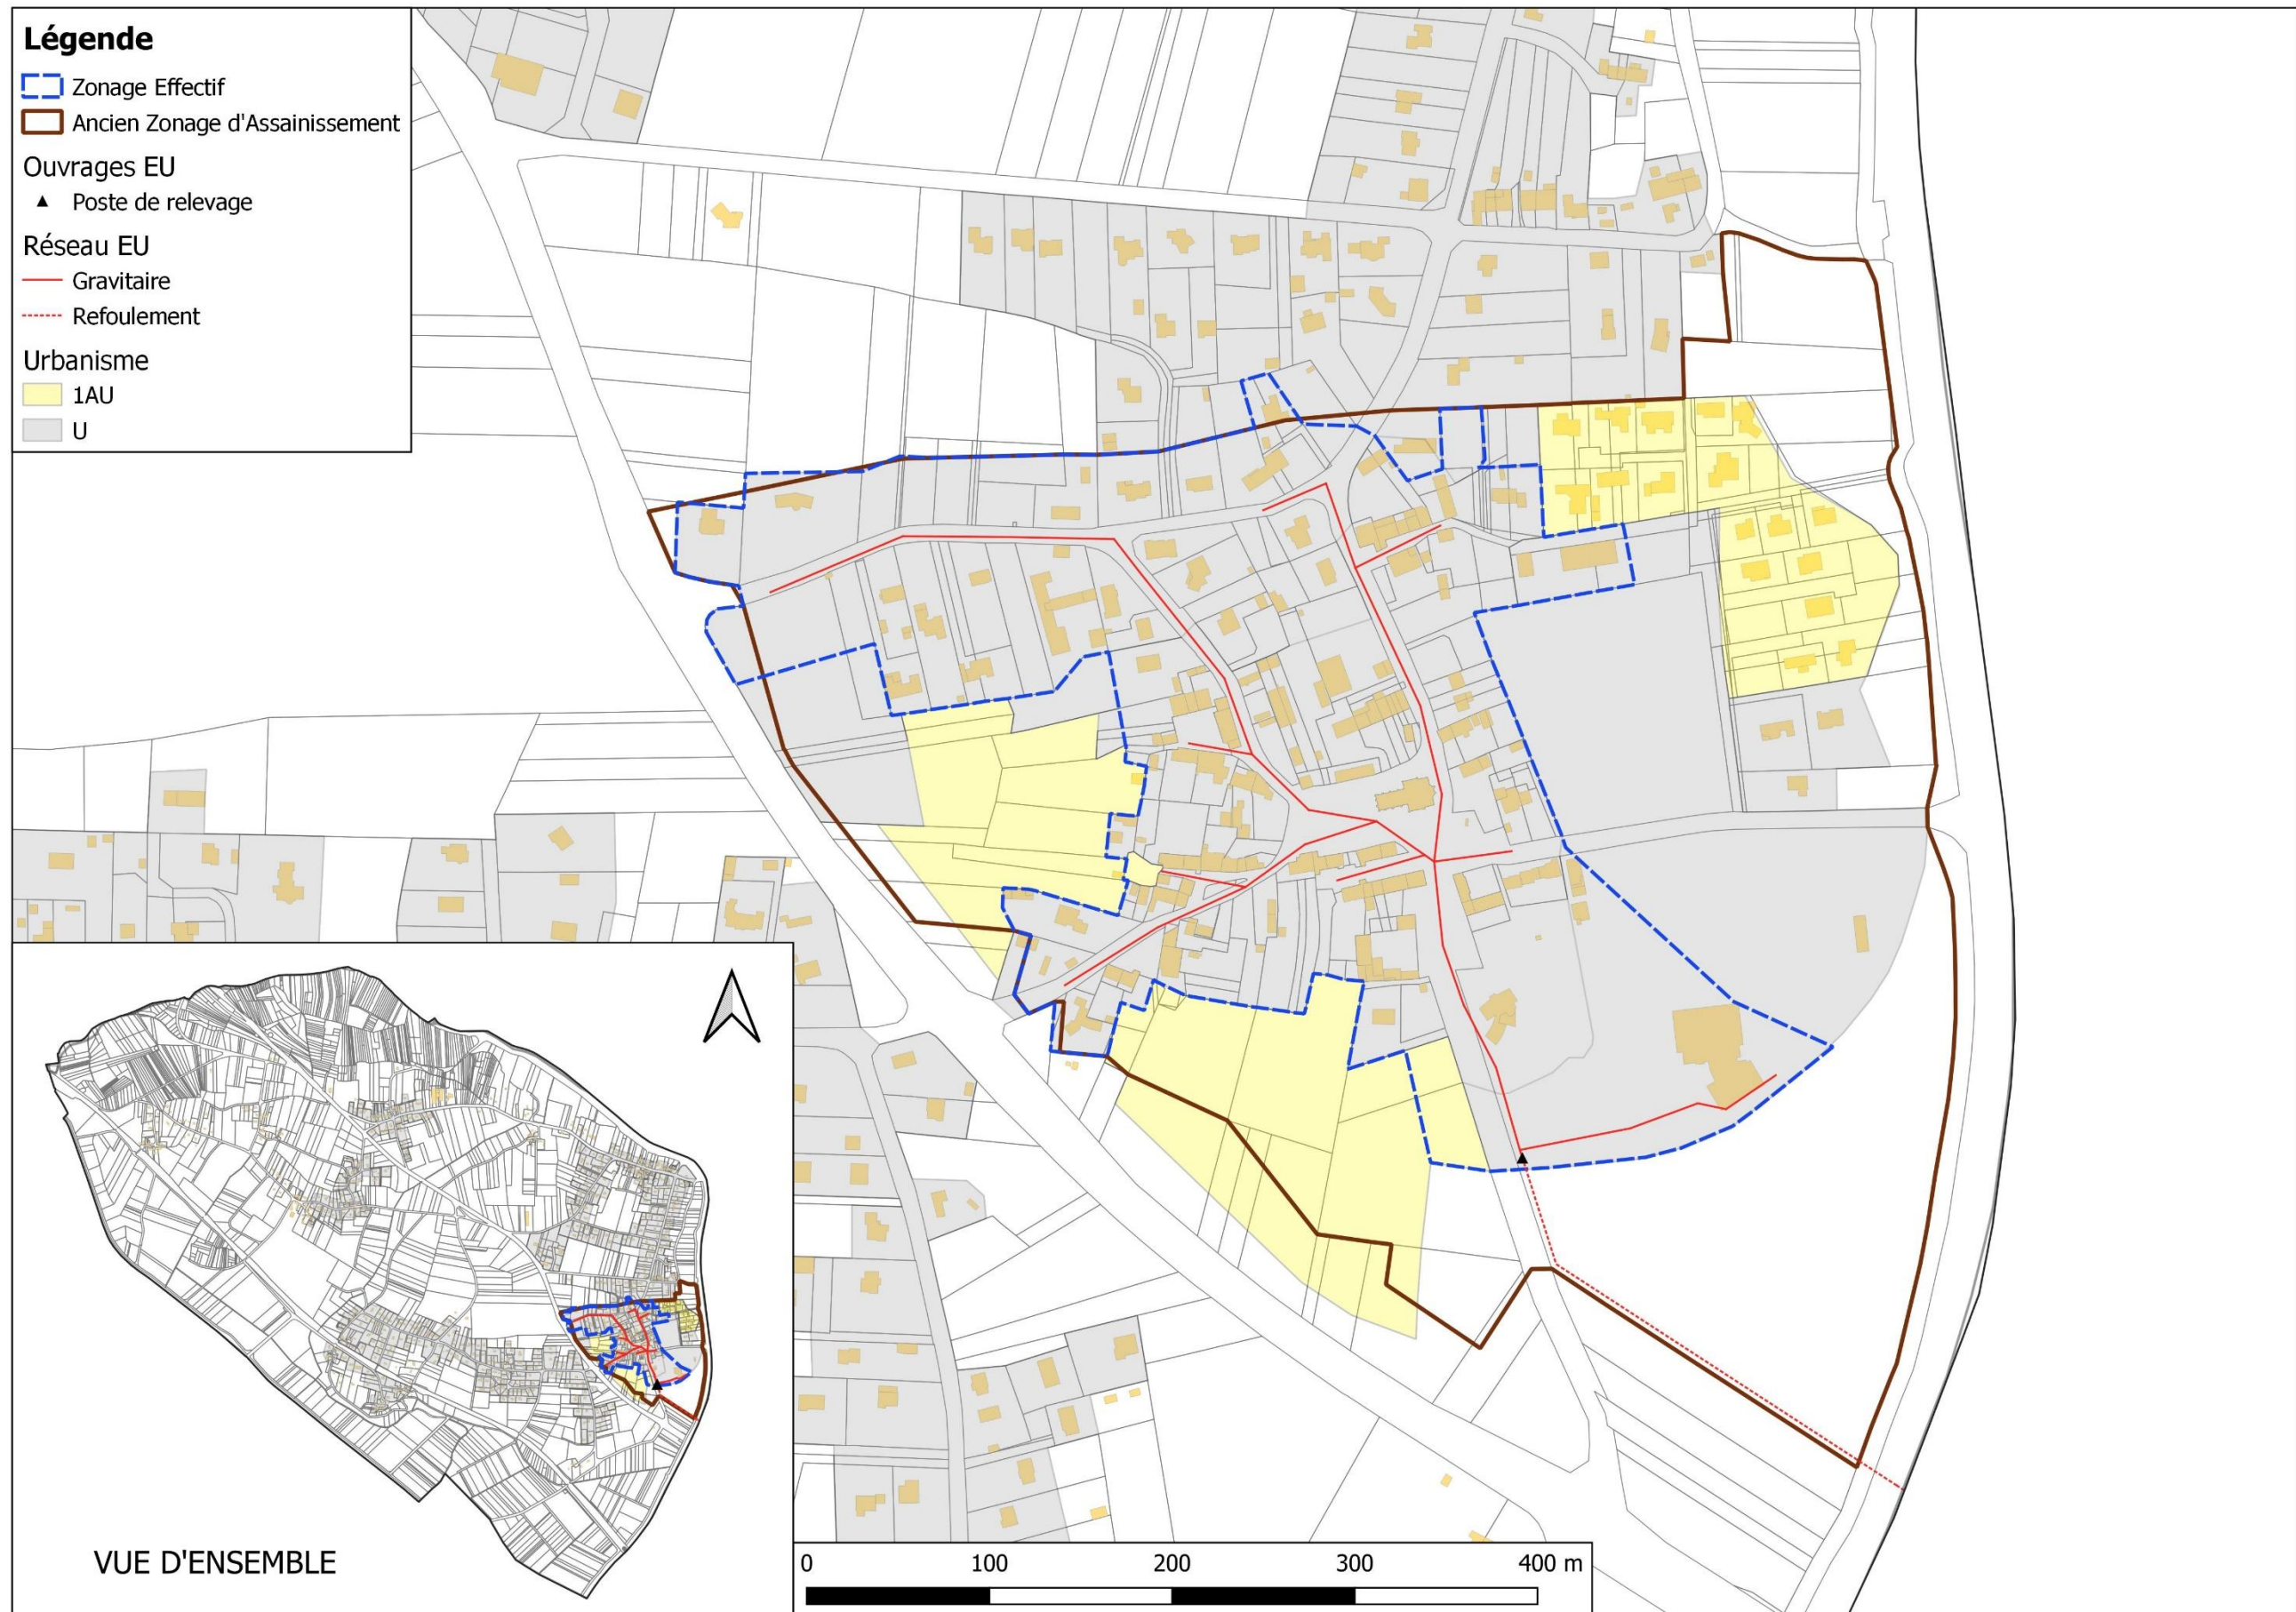 Légende
Zonage Effectif
Ancien Zonage d'Assainissement
Ouvrages EU
Poste de relevage
Réseau EU
Gravitaire
Refoulement
Urbanisme
1AU
U
VUE D'ENSEMBLE
0 100 200 300 400 m